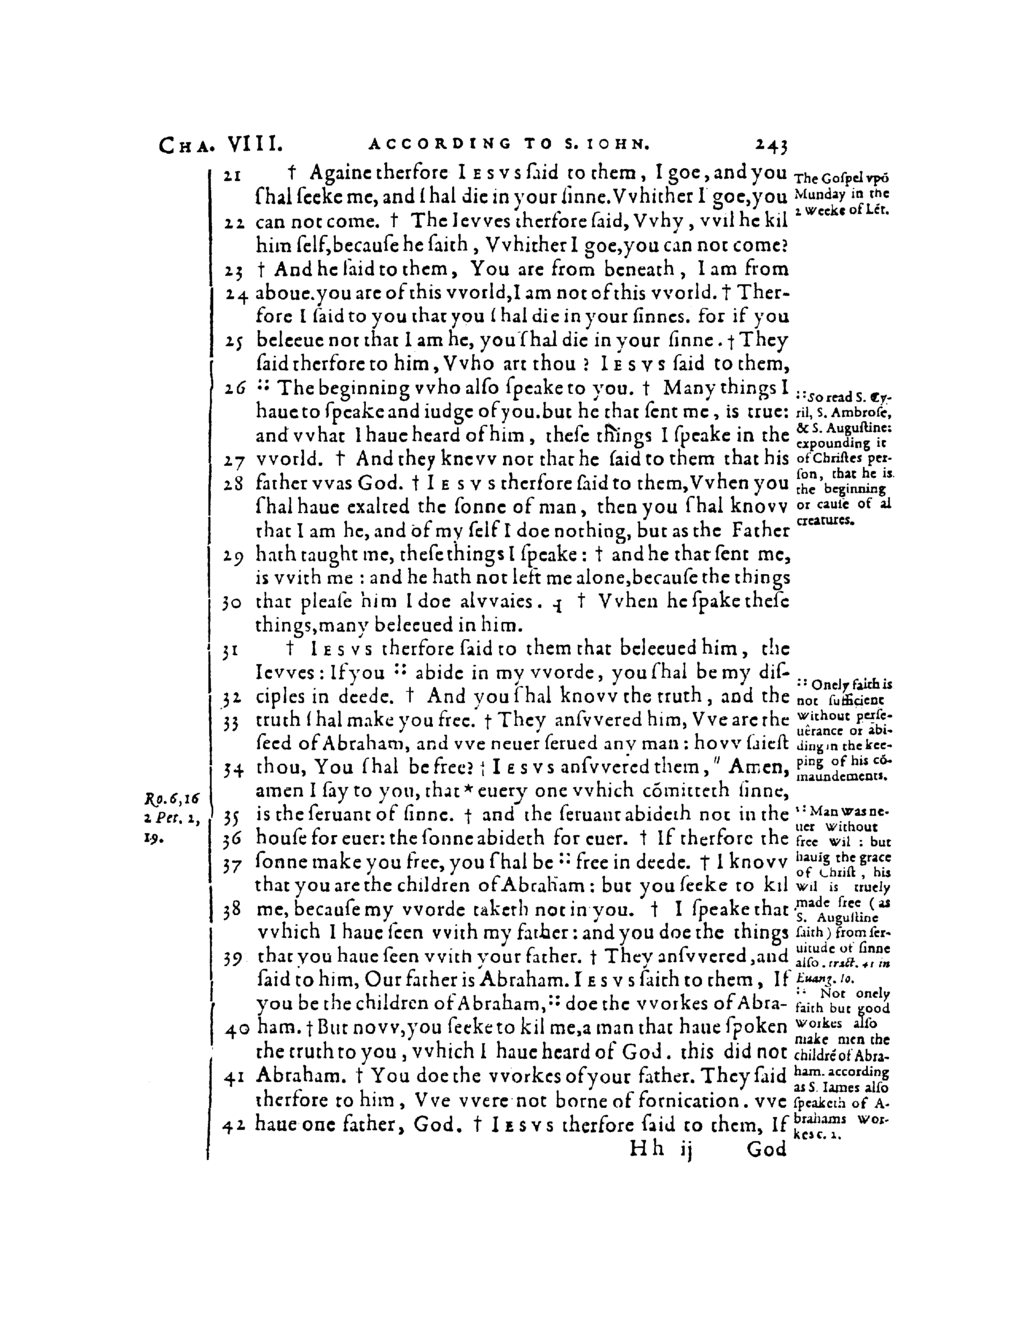 CHA. VIII. ACCORDING TO S. IOHN. 243
21 † Againe therfore IESVS ſaid to them, I goe, and you
ſhal ſeeke me, and ſhal die in your ſinne. Vvhither I goe, you
22 can not come. † The Ievves therfore ſaid, Vvhy, vvil he kil
him ſelf, becauſe he ſaith, Vvhither I goe, you can not come?
23 † And he ſaid to them, You are from beneath, I am from
24 aboue. you are of this vvorld, I am not of this vvorld. † Ther-
fore I ſaid to you that you ſhal die in your ſinnes. for if you
25 beleeue not that I am he, you ſhal die in your ſinne. † They
ſaid therfore to him, Vvho art thou? IESVS ſaid to them,
26 :: The beginning vvho alſo ſpeake to you. † Many things I
haue to ſpeake and iudge of you. but he that ſent me, is true:
and vvhat I haue heard of him, theſe things I ſpeake in the
27 vvorld. † And they knevv not that he ſaid to them that his
28 father vvas God. † IESVS therfore ſaid to them, Vvhen you
ſhal haue exalted the ſonne of man, then you ſhal knovv
that I am he, and of my ſelf I doe nothing, but as the Father
29 hath taught me, theſe things I ſpeake: † and he that ſent me,
is vvith me: and he hath not left me alone, becauſe the things
30 that pleaſe him I doe alvvaies. ⁋ † Vvhen he ſpake theſe
things, many beleeued in him.
31 † IESVS therfore ſaid to them that beleeued him, the
Ievves: If you :: abide in my vvorde, you ſhal be my diſ-
32 ciples in deede. † And you ſhal knovv the truth, and the
33 truth ſhal make you free. † They anſvvered him, Vve are the
ſeed of Abraham, and vve neuer ſerued any man: hovv ſaieſt
34 thou, You ſhal be free? † IESVS anſvvered them, " Amen,
amen I ſay to you, that * euery one vvhich cõmitteth ſinne,
35 is the ſeruant of ſinne. † and the ſeruant abideth not in the
36 houſe for euer: the ſonne abideth for euer. † If therfore the
37 ſonne make you free, you ſhal be :: free in deede. † I knovv
that you are the children of Abraham: but you ſeeke to kil
38 me, becauſe my vvorde taketh not in you. † I ſpeake that
vvhich I haue ſeen vvith my father: and you doe the things
39 that you haue ſeen vvith your father. † They anſvvered, and
ſaid to him, Our father is Abraham. IESVS ſaith to them, If
you be the children of Abraham, :: doe the vvorkes of Abra-
40 ham. † But novv, you ſeeke to kil me, a man that haue ſpoken
the truth to you, vvhich I haue heard of God. this did not
41 Abraham. † You doe the vvorkes of your father. They ſaid
therfore to him, Vve vvere not borne of fornication. vve
42 haue one father, God. † IESVS therfore ſaid to them, If
Hh ij God
The Goſpel vpõ
Munday in the
2 weeke of Lẽt.
:: So read S. Cy-
ril, S. Ambroſe,
& S. Auguſtine:
expounding it
of Chriſtes per-
ſon, that he is
the beginning
or cauſe of al
creatures.
:: Onely faith is
not ſufficient
without perſe-
uêrance or abi-
ding in the kee-
ping of his cõ-
maundements.
:: Man was ne-
uer without
free wil: but
hauĩg the grace
of Chriſt, his
wil is truely
made free (as
S. Auguſtine
ſaith) from ſer-
uitude of ſinne
alſo. tract. 41 in
Euang. Io.
:: Not onely
faith but good
workes alſo
make men the
childrẽ of Abra-
ham. according
as S. Iames alſo
ſpeaketh of A-
brahams wor-
kes c. 2.
Ro. 6,16
2 Pet. 2,
19.